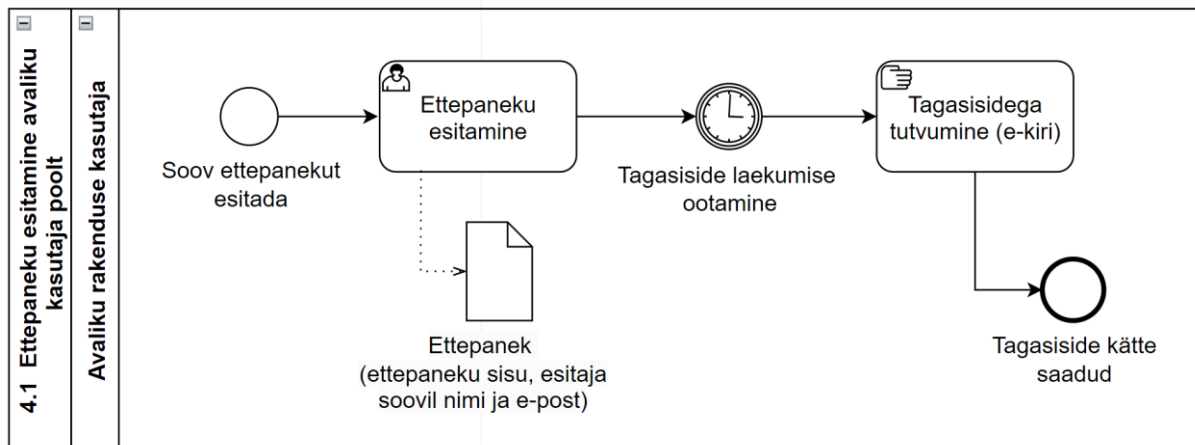 4.1 Ettepaneku esitamine avaliku
kasutaja poolt
Avaliku rakenduse kasutaja
Soov ettepanekut
esitada
Ettepaneku
esitamine
Ettepanek
(ettepaneku sisu, esitaja
soovil nimi ja e-post)
Tagasiside laekumise
ootamine
Tagasisidega
tutvumine (e-kiri)
Tagasiside kätte
saadud